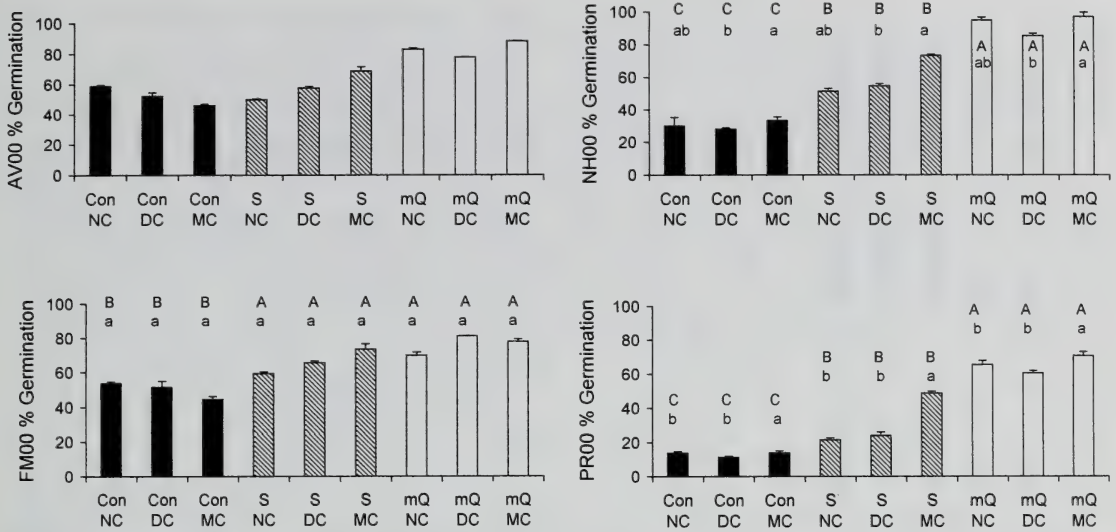 AV00 % Germination
100
80
60
40
20
0
Con Con Con S S S mQ mQ mQ
NC DC MC NC DC MC NC DC MC
NH00 % Germination
100
80
60
40
20
0
C C C B B B
ab b a ab b a
A A A
ab b a
Con Con Con S S S mQ mQ mQ
NC DC MC NC DC MC NC DC MC
FM00 % Germination
100
80
60
40
20
0
B B B A A A A A A
a a a a a a a a a
Con Con Con S S S mQ mQ mQ
NC DC MC NC DC MC NC DC MC
PR00 % Germination
100
80
60
40
20
0
A A A
b b a
B B B
b b a
C C C
b b a
Con Con Con S S S mQ mQ mQ
NC DC MC NC DC MC NC DC MC